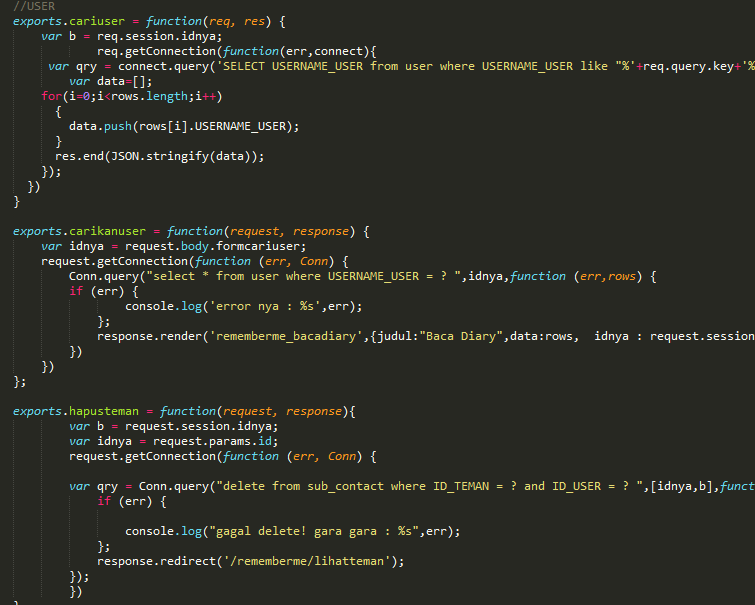 //USER
exports.cariuser = function(req, res) {
    var b = req.session.idnya;
            req.getConnection(function(err,connect){
     var qry = connect.query('SELECT USERNAME_USER from user where USERNAME_USER like "%'+req.query.key+'%
        var data=[];
    for(i=0;i<rows.length;i++)
      {
        data.push(rows[i].USERNAME_USER);
      }
      res.end(JSON.stringify(data));
    });
  })
}

exports.carikanuser = function(request, response) {
    var idnya = request.body.formcariuser;
    request.getConnection(function (err, Conn) {
        Conn.query("select * from user where USERNAME_USER = ? ",idnya,function (err,rows) {
        if (err) {
                console.log('error nya : %s',err);
            };
            response.render('rememberme_bacadiary',{judul:"Baca Diary",data:rows,  idnya : request.session
        })
    })
};

exports.hapusteman = function(request, response){
        var b = request.session.idnya;
        var idnya = request.params.id;
        request.getConnection(function (err, Conn) {

        var qry = Conn.query("delete from sub_contact where ID_TEMAN = ? and ID_USER = ? ",[idnya,b],funct
            if (err) {

                console.log("gagal delete! gara gara : %s",err);
            };
            response.redirect('/rememberme/lihatteman');
        });
        })
}